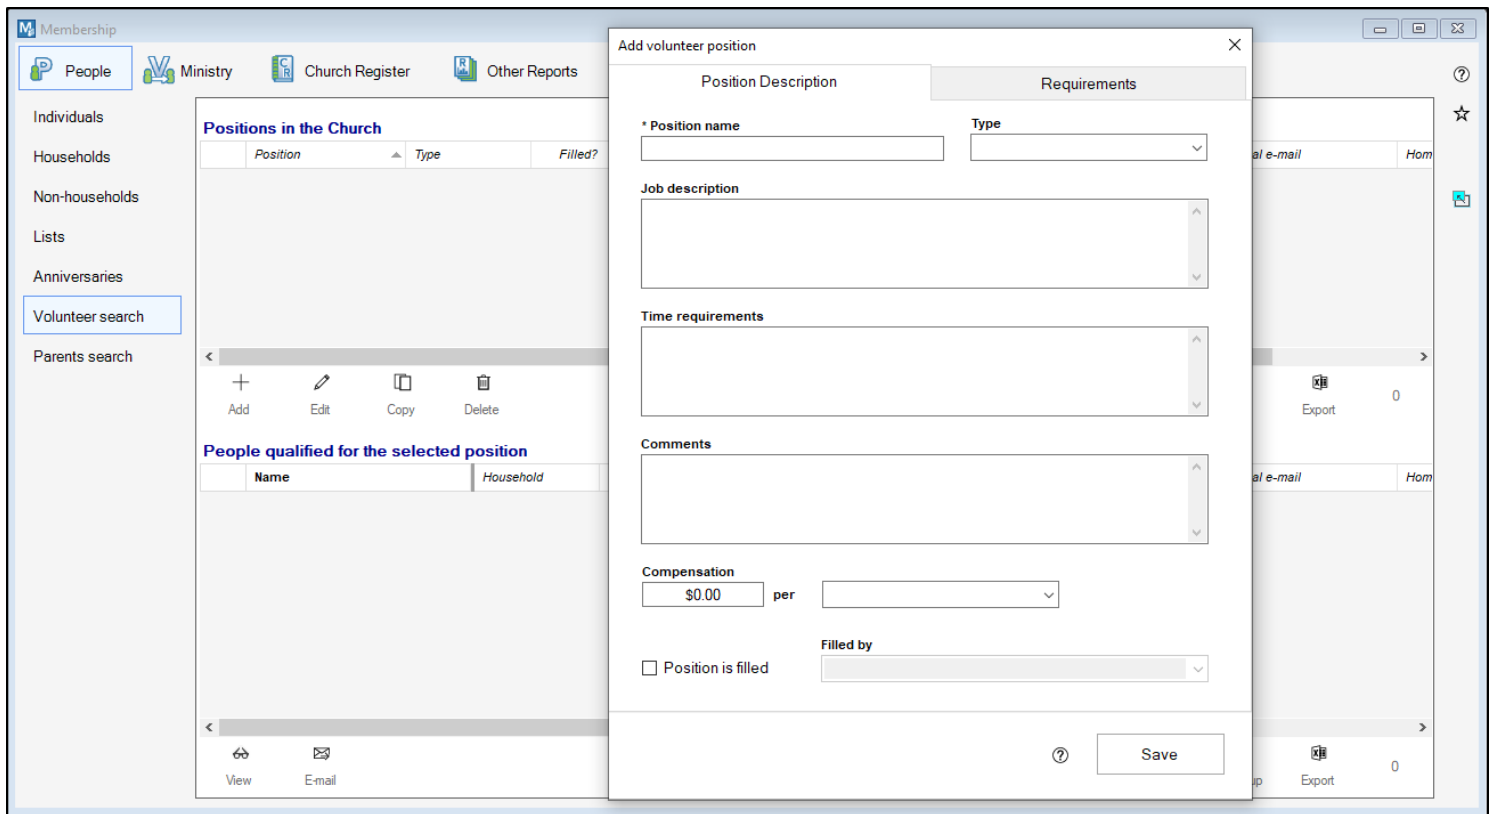 Membership
People
Ministry
Church Register
Other Reports
Individuals
Households
Non-households
Lists
Anniversaries
Volunteer search
Parents search
Positions in the Church
Position
Type
Filled?
al e-mail
Hom
Add
Edit
Copy
Delete
Export
0
People qualified for the selected position
Name
Household
al e-mail
Hom
View
E-mail
up
Export
0
Add volunteer position
Position Description
Requirements
* Position name
Type
Job description
Time requirements
Comments
Compensation
$0.00
per
Filled by
Position is filled
Save